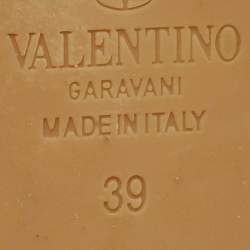 VALENTINO
GARAVANI
MADE IN ITALY
39